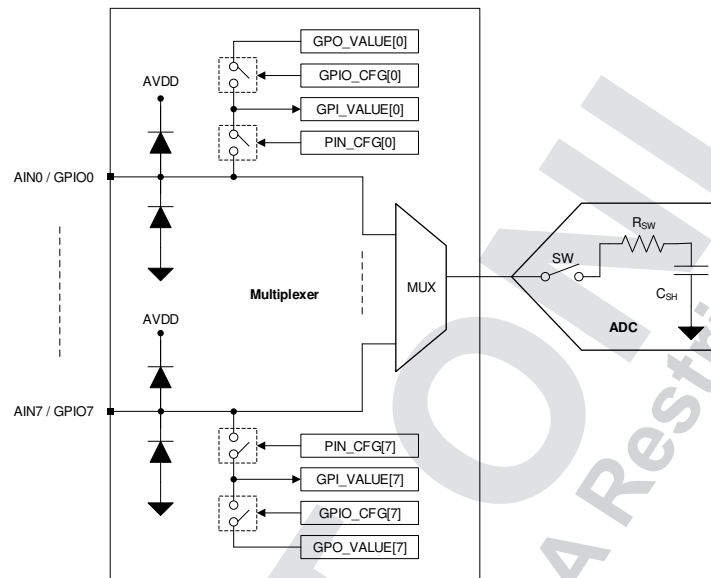 GPO_VALUE[0]
GPIO_CFG[0]
GPI_VALUE[0]
PIN_CFG[0]
AVDD
AIN0 / GPIO0
Multiplexer
MUX
SW
RSW
CSH
ADC
AVDD
AIN7 / GPIO7
PIN_CFG[7]
GPI_VALUE[7]
GPIO_CFG[7]
GPO_VALUE[7]